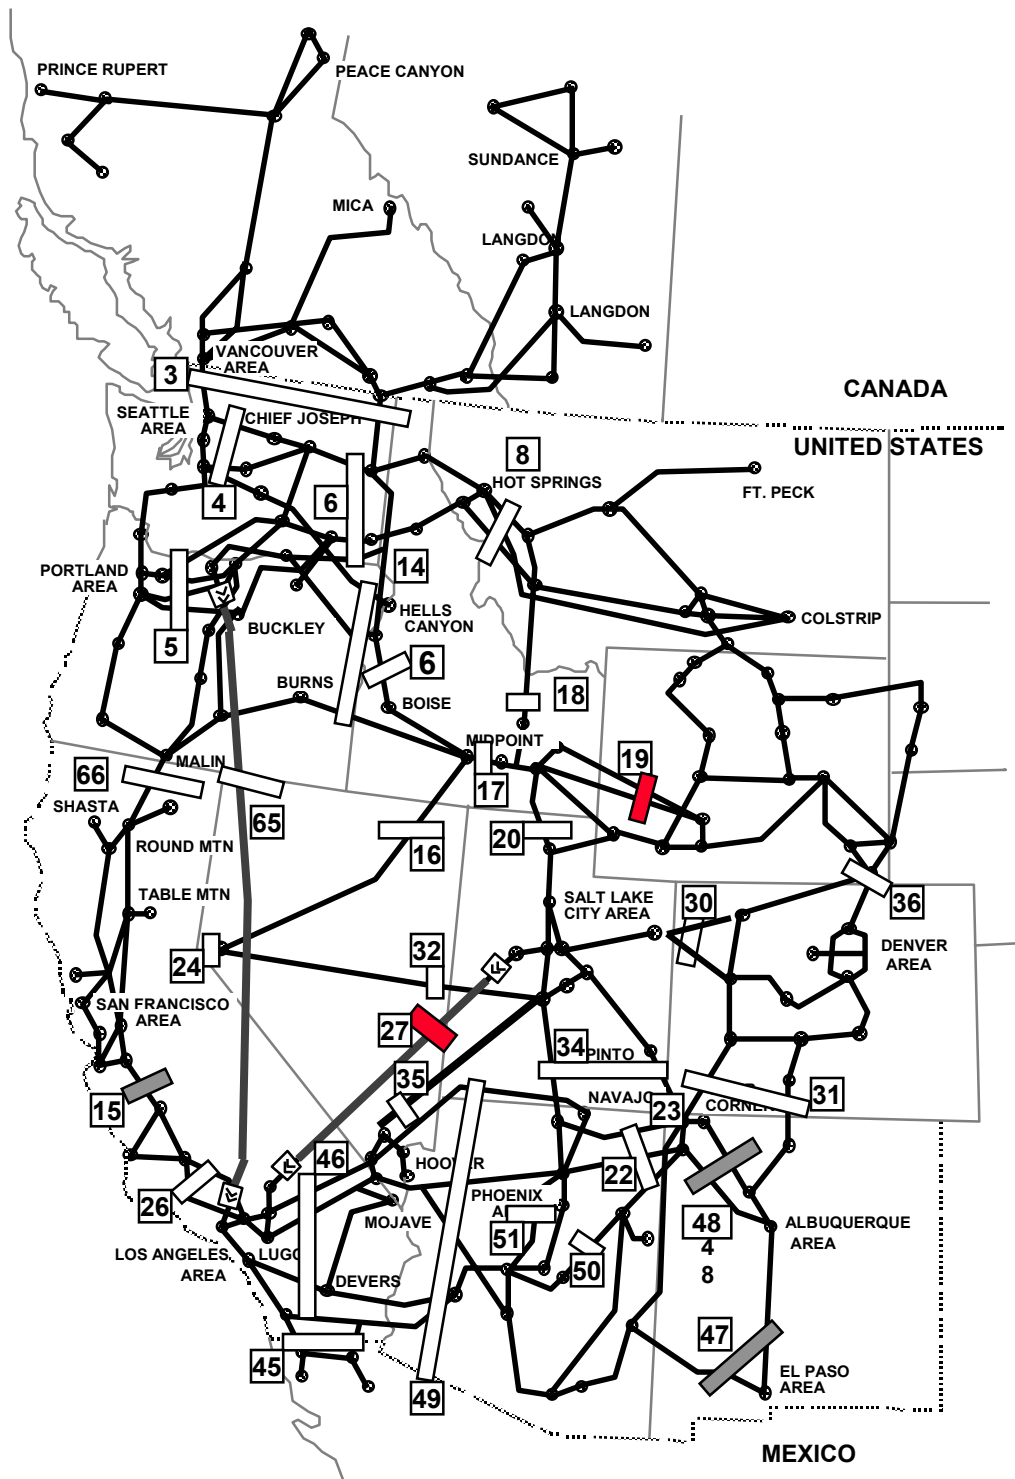 PRINCE RUPERT
PEACE CANYON
SUNDANCE
MICA
LANGDON
LANGDON
VANCOUVER
AREA
3
CANADA
SEATTLE
AREA
CHIEF JOSEPH
UNITED STATES
8
HOT SPRINGS
4
6
FT. PECK
PORTLAND
AREA
14
5
HELLS
CANYON
COLSTRIP
BUCKLEY
6
BURNS
BOISE
18
MIDPOINT
MALIN
66
19
17
SHASTA
65
ROUND MTN
16
20
TABLE MTN
SALT LAKE
CITY AREA
30
36
24
32
DENVER
AREA
SAN FRANCISCO
AREA
27
34
PINTO
15
35
NAVAJO
23
CORNER
31
46
HOOVER
22
26
PHOENIX
A
MOJAVE
48
4
8
ALBUQUERQUE
AREA
51
LOS ANGELES
AREA
LUGO
50
DEVERS
47
45
49
EL PASO
AREA
MEXICO